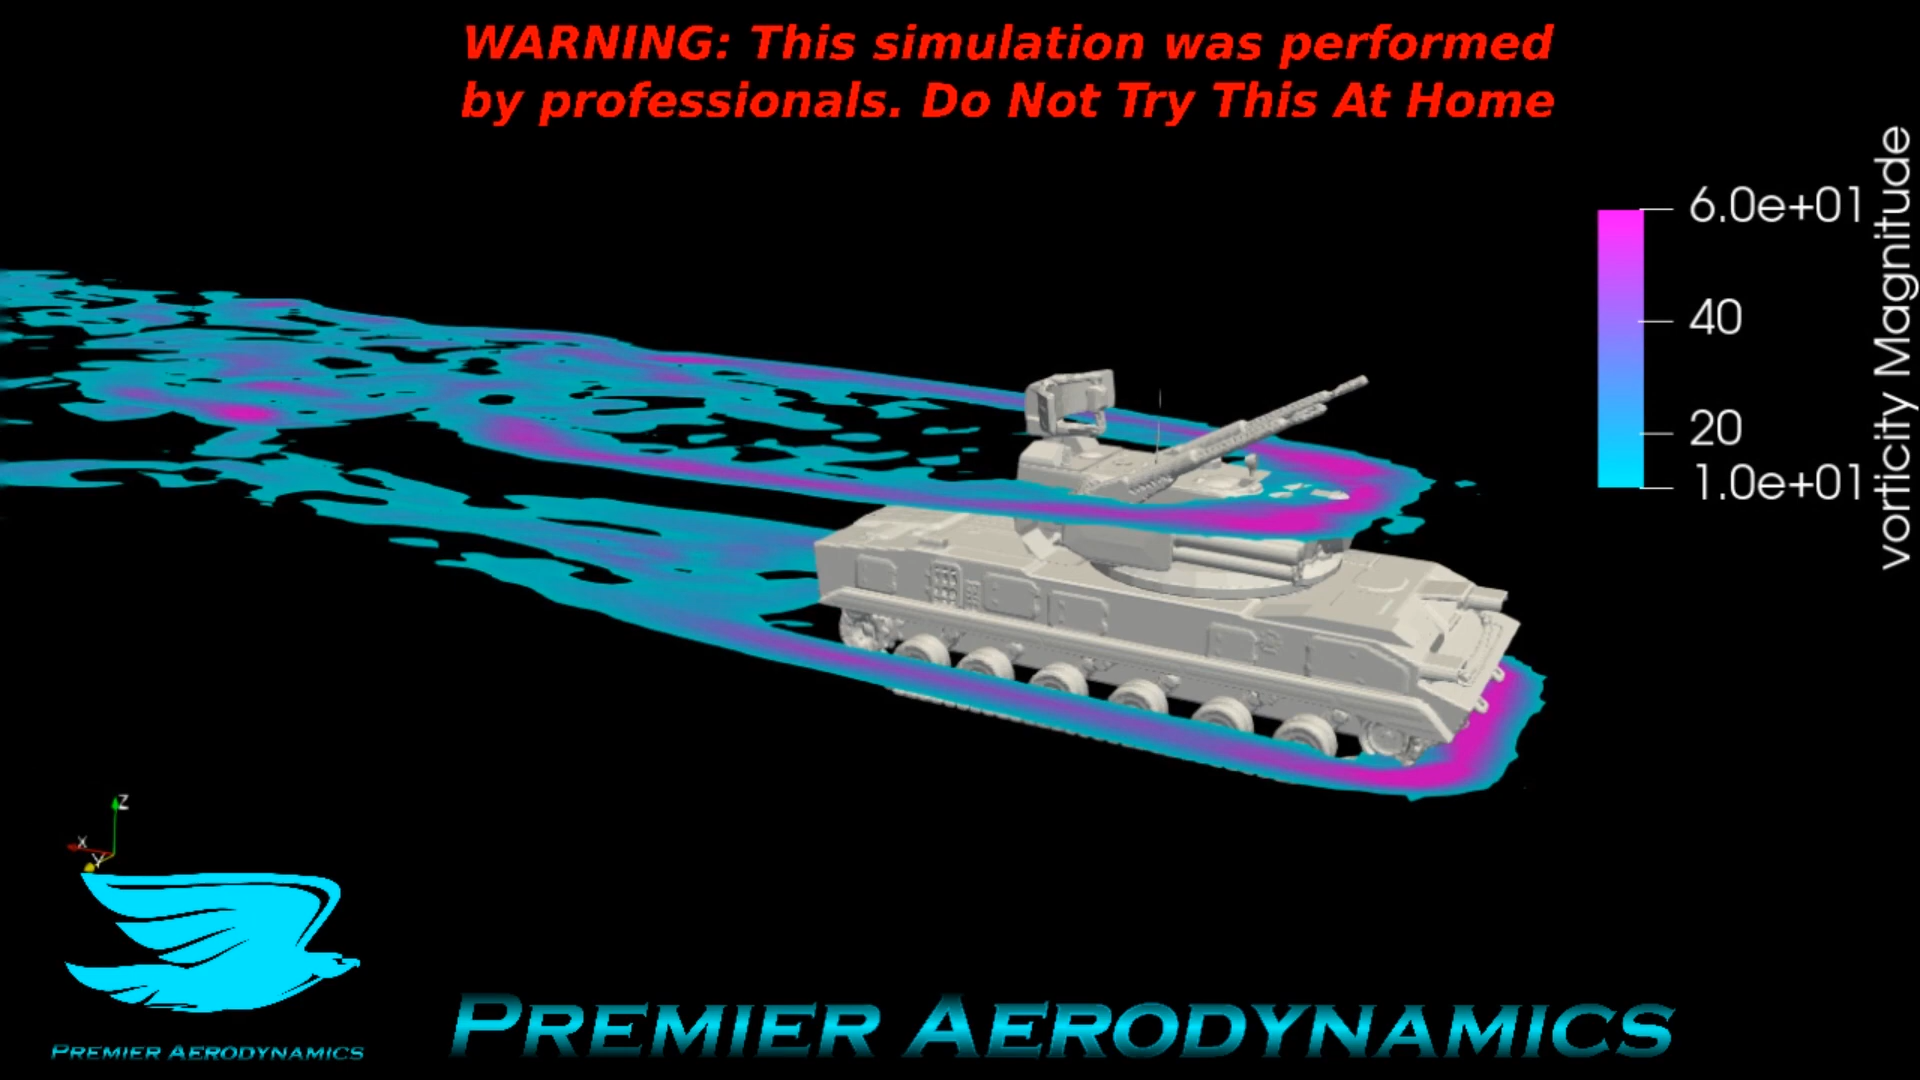 WARNING: This simulation was performed
by professionals. Do Not Try This At Home
6.0e+01
40
20
1.0e+01
vorticity Magnitude
Z
X
Y
PREMIER AERODYNAMICS
PREMIER AERODYNAMICS